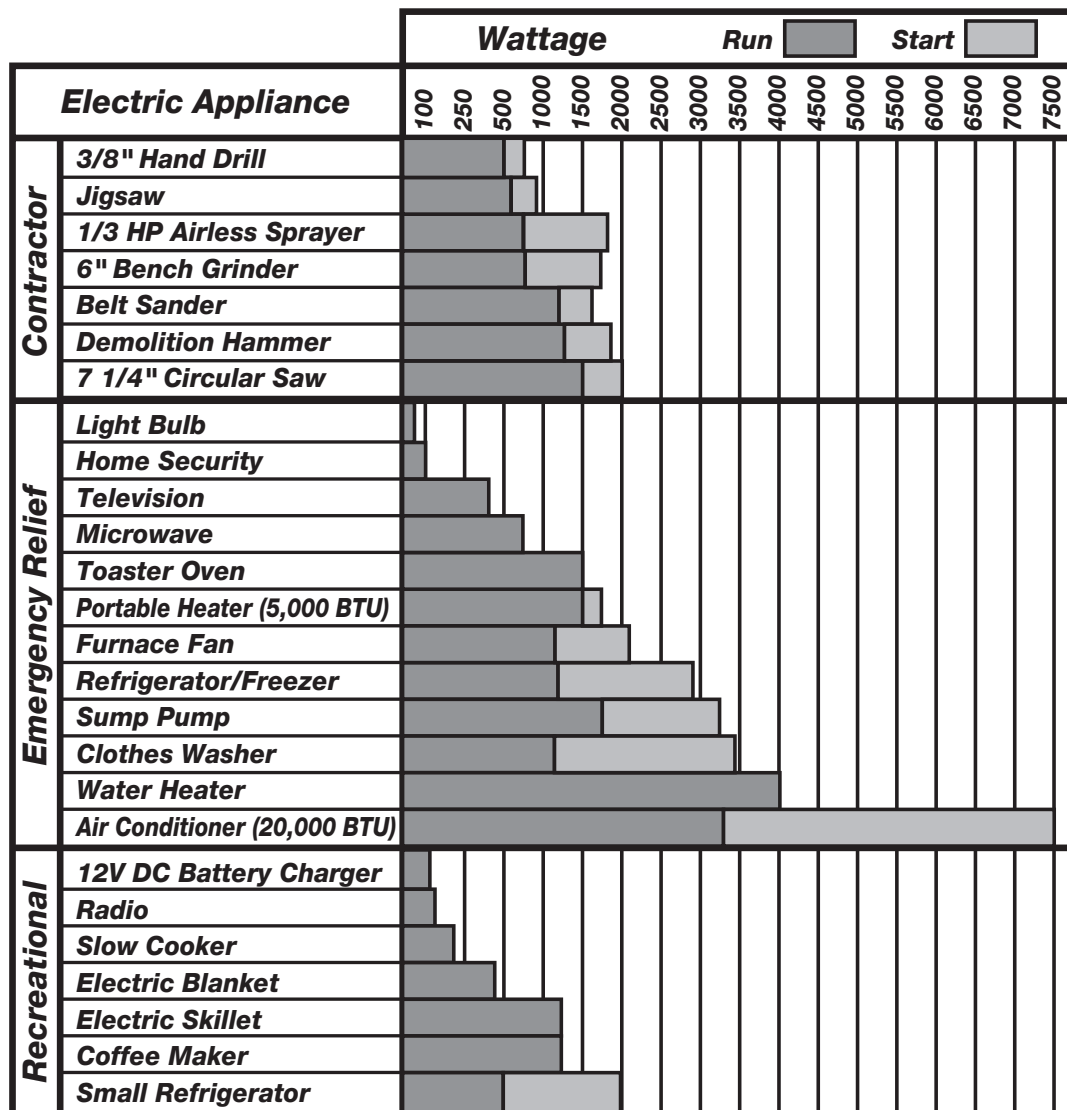 Wattage Run Start
Electric Appliance 100 250 500 1000 1500 2000 2500 3000 3500 4000 4500 5000 5500 6000 6500 7000 7500
Contractor
3/8" Hand Drill
Jigsaw
1/3 HP Airless Sprayer
6" Bench Grinder
Belt Sander
Demolition Hammer
7 1/4" Circular Saw
Emergency Relief
Light Bulb
Home Security
Television
Microwave
Toaster Oven
Portable Heater (5,000 BTU)
Furnace Fan
Refrigerator/Freezer
Sump Pump
Clothes Washer
Water Heater
Air Conditioner (20,000 BTU)
Recreational
12V DC Battery Charger
Radio
Slow Cooker
Electric Blanket
Electric Skillet
Coffee Maker
Small Refrigerator